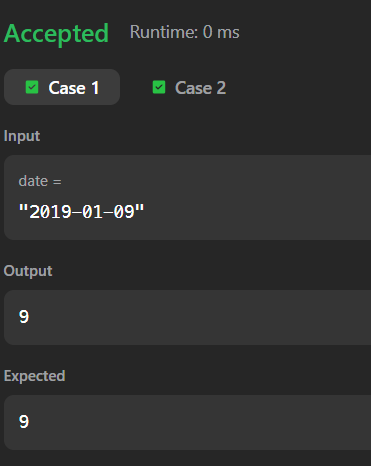 Accepted Runtime: 0 ms
Case 1 Case 2
Input
date =
"2019-01-09"
Output
9
Expected
9